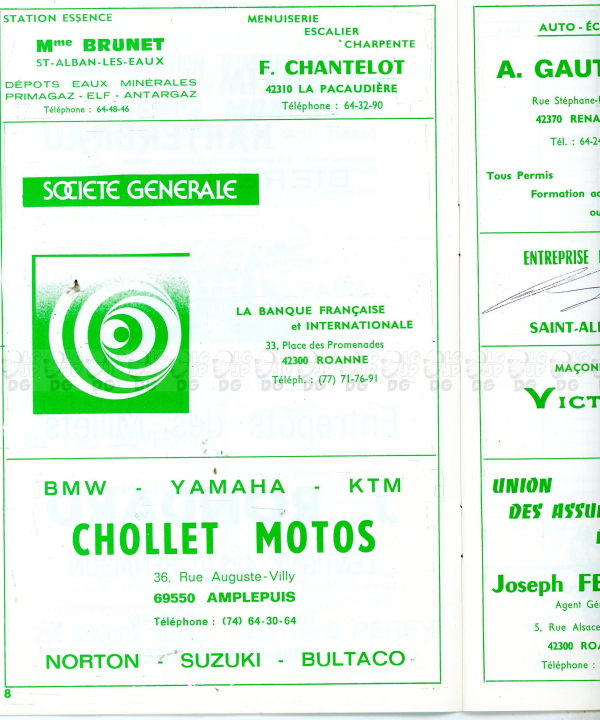 STATION ESSENCE
Mme BRUNET
ST-ALBAN-LES-EAUX
DÉPOTS EAUX MINÉRALES
PRIMAGAZ - ELF - ANTARGAZ
Téléphone : 64-48-46
MENUISERIE
ESCALIER
CHARPENTE
F. CHANTELOT
42310 LA PACAUDIÈRE
Téléphone : 64-32-90
SOCIETE GENERALE
LA BANQUE FRANÇAISE
et INTERNATIONALE
33, Place des Promenades
42300 ROANNE
Téléph. : (77) 71-76-91
BMW - YAMAHA - KTM
CHOLLET MOTOS
36, Rue Auguste-Villy
69550 AMPLEPUIS
Téléphone : (74) 64-30-64
NORTON - SUZUKI - BULTACO
8
AUTO-ÉC
A. GAUT
Rue Stéphane-
42370 RENA
Tél. : 64-2
Tous Permis
Formation ac
ou
ENTREPRISE
SAINT-AL
MAÇON
VICT
UNION
DES ASSU
Joseph FE
Agent Gé
5, Rue Alsace
42300 ROA
Téléphone :